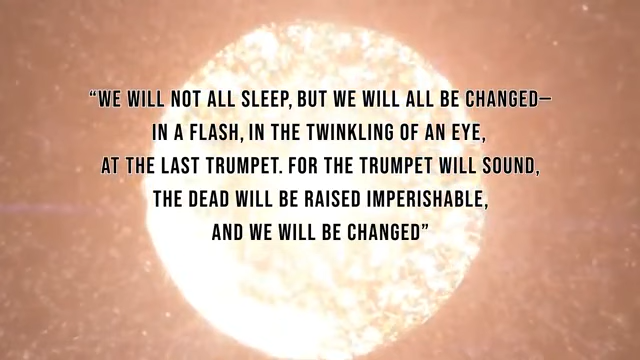 “WE WILL NOT ALL SLEEP, BUT WE WILL ALL BE CHANGED—
IN A FLASH, IN THE TWINKLING OF AN EYE,
AT THE LAST TRUMPET. FOR THE TRUMPET WILL SOUND,
THE DEAD WILL BE RAISED IMPERISHABLE,
AND WE WILL BE CHANGED”